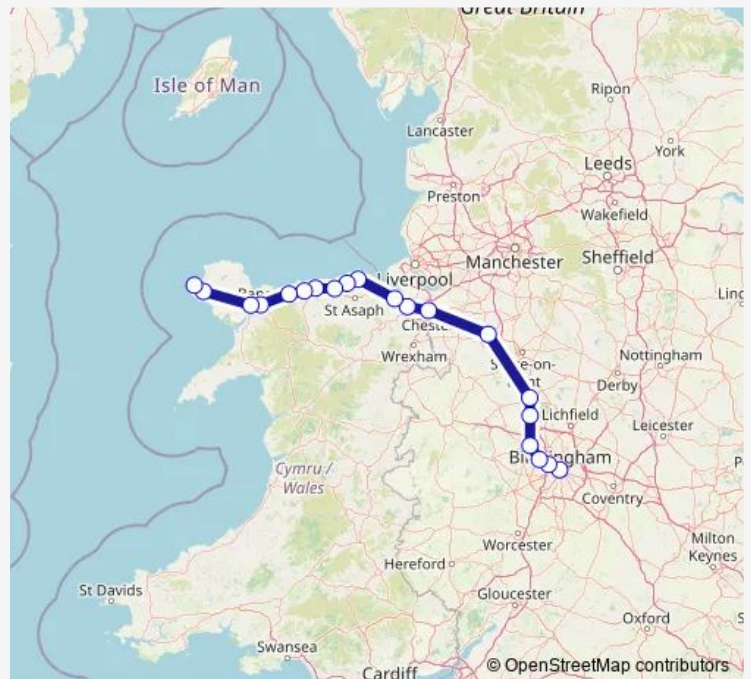 Great Britain
Isle of Man
Ripon
Lancaster
York
Leeds
Preston
Wakefield
Liverpool
Manchester
Sheffield
St Asaph
Wrexham
Nottingham
Derby
Lichfield
Leicester
Cymru /
Wales
Coventry
Worcester
Milton
Keynes
Hereford
St Davids
Gloucester
Oxford
Swansea
Cardiff
© OpenStreetMap contributors